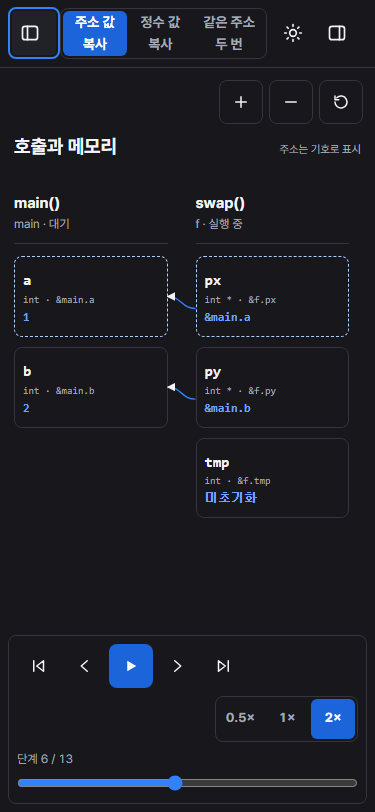 주소 값
복사
정수 값
복사
같은 주소
두 번
호출과 메모리
주소는 기호로 표시
main()
main · 대기
swap()
f · 실행 중
a
int · &main.a
1
px
int * · &f.px
&main.a
b
int · &main.b
2
py
int * · &f.py
&main.b
tmp
int · &f.tmp
미초기화
0.5×
1×
2×
단계 6 / 13